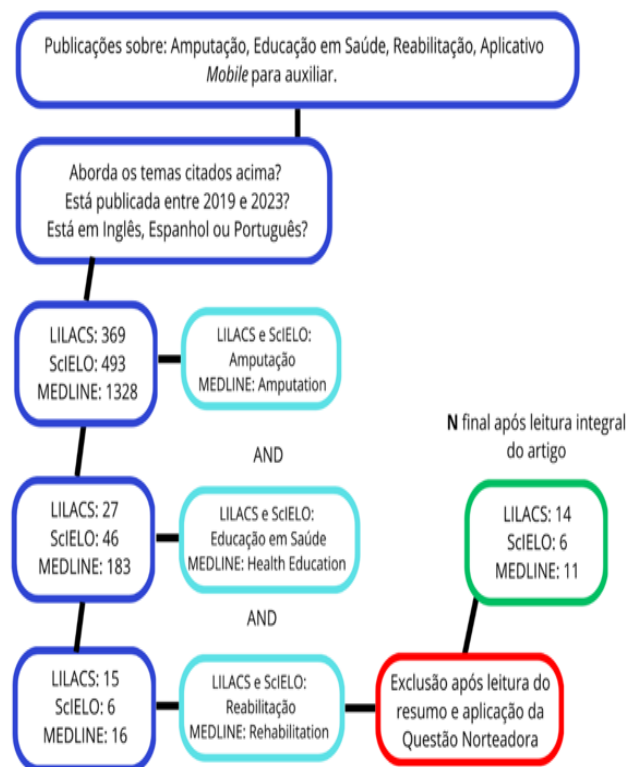 Publicações sobre: Amputação, Educação em Saúde, Reabilitação, Aplicativo
Mobile para auxiliar.
Aborda os temas citados acima?
Está publicada entre 2019 e 2023?
Está em Inglês, Espanhol ou Português?
LILACS: 369
ScIELO: 493
MEDLINE: 1328
LILACS e ScIELO:
Amputação
MEDLINE: Amputation
AND
LILACS: 27
ScIELO: 46
MEDLINE: 183
LILACS e ScIELO:
Educação em Saúde
MEDLINE: Health Education
AND
LILACS: 15
ScIELO: 6
MEDLINE: 16
LILACS e ScIELO:
Reabilitação
MEDLINE: Rehabilitation
Exclusão após leitura do
resumo e aplicação da
Questão Norteadora
N final após leitura integral
do artigo
LILACS: 14
ScIELO: 6
MEDLINE: 11